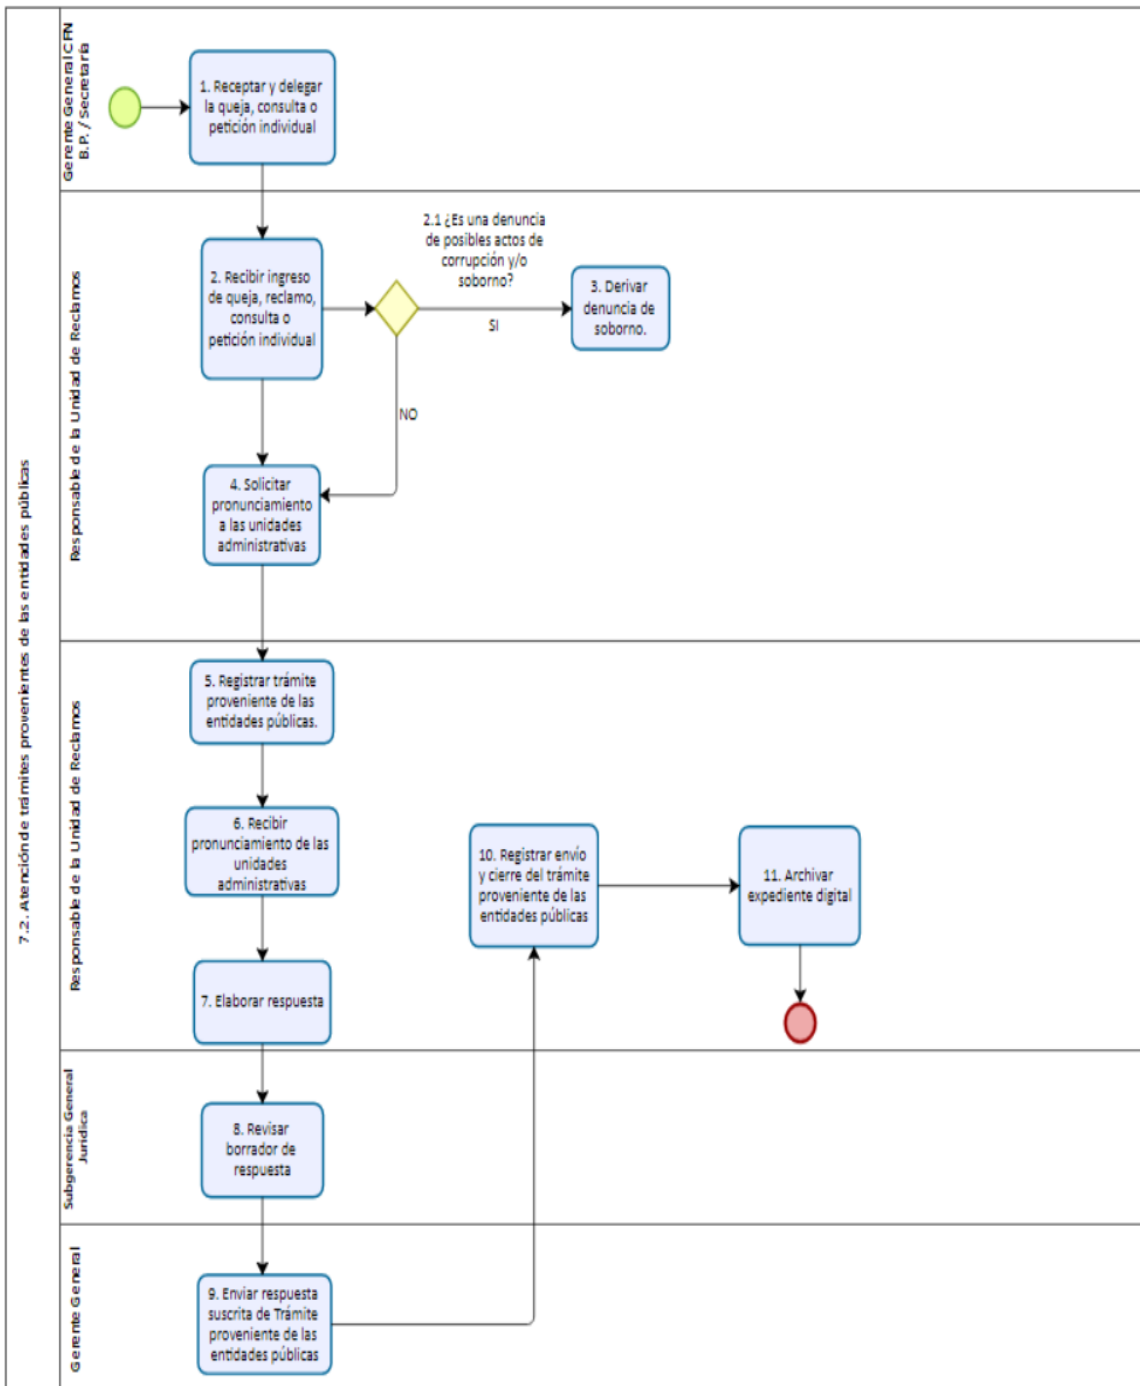 7.2. Atención de trámites provenientes de las entidades públicas
Gerente General CFN
B.P. / Secretaría
1. Receptar y delegar
la queja, consulta o
petición individual
Responsable de la Unidad de Reclamos
2. Recibir ingreso
de queja, reclamo,
consulta o
petición individual
2.1 ¿Es una denuncia
de posibles actos de
corrupción y/o
soborno?
SI
3. Derivar
denuncia de
soborno.
NO
4. Solicitar
pronunciamiento
a las unidades
administrativas
Responsable de la Unidad de Reclamos
5. Registrar trámite
proveniente de las
entidades públicas.
6. Recibir
pronunciamiento de las
unidades
administrativas
7. Elaborar respuesta
10. Registrar envío
y cierre del trámite
proveniente de las
entidades públicas
11. Archivar
expediente digital
Subgerencia General
Jurídica
8. Revisar
borrador de
respuesta
Gerente General
9. Enviar respuesta
suscrita de Trámite
proveniente de las
entidades públicas